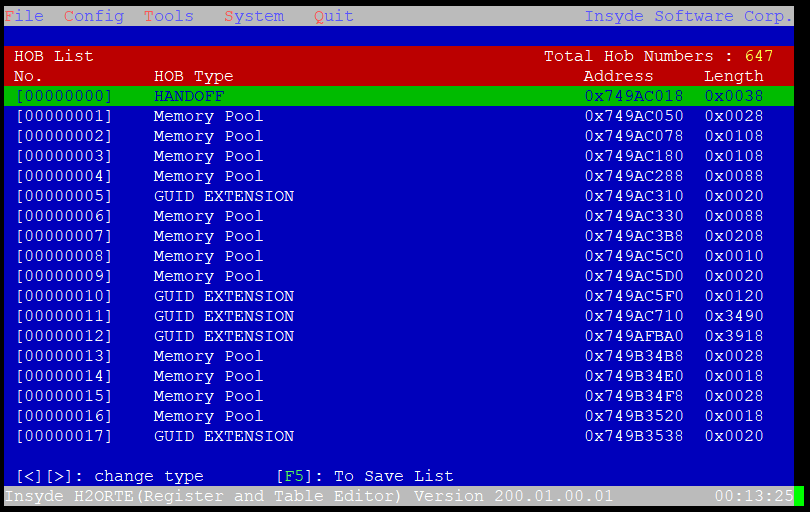 File Config Tools System Quit Insyde Software Corp.
HOB List Total Hob Numbers : 647
No. HOB Type Address Length
[00000000] HANDOFF 0x749AC018 0x0038
[00000001] Memory Pool 0x749AC050 0x0028
[00000002] Memory Pool 0x749AC078 0x0108
[00000003] Memory Pool 0x749AC180 0x0108
[00000004] Memory Pool 0x749AC288 0x0088
[00000005] GUID EXTENSION 0x749AC310 0x0020
[00000006] Memory Pool 0x749AC330 0x0088
[00000007] Memory Pool 0x749AC3B8 0x0208
[00000008] Memory Pool 0x749AC5C0 0x0010
[00000009] Memory Pool 0x749AC5D0 0x0020
[00000010] GUID EXTENSION 0x749AC5F0 0x0120
[00000011] GUID EXTENSION 0x749AC710 0x3490
[00000012] GUID EXTENSION 0x749AFBA0 0x3918
[00000013] Memory Pool 0x749B34B8 0x0028
[00000014] Memory Pool 0x749B34E0 0x0018
[00000015] Memory Pool 0x749B34F8 0x0028
[00000016] Memory Pool 0x749B3520 0x0018
[00000017] GUID EXTENSION 0x749B3538 0x0020
[<][>]: change type [F5]: To Save List
Insyde H2ORTE(Register and Table Editor) Version 200.01.00.01 00:13:25